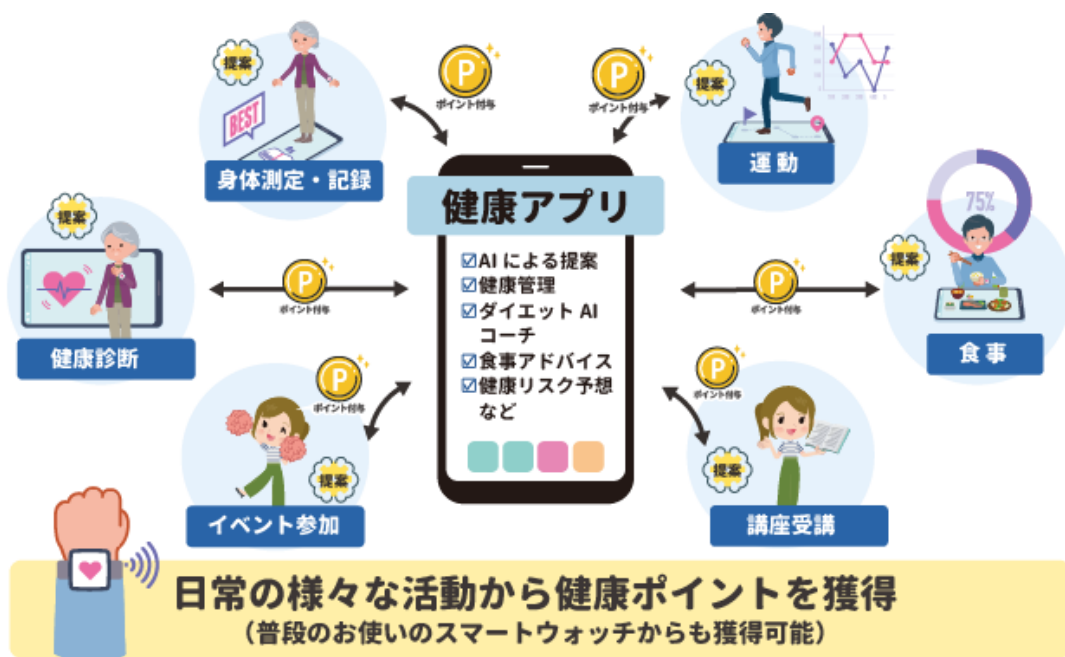 提案
BEST
身体測定・記録
P
ポイント付与
P
ポイント付与
提案
運動
健康アプリ
☑AIによる提案
☑健康管理
☑ダイエットAI
コーチ
☑食事アドバイス
☑健康リスク予想
など
提案
健康診断
P
ポイント付与
P
ポイント付与
75%
提案
食事
P
ポイント付与
提案
イベント参加
P
ポイント付与
提案
講座受講
日常の様々な活動から健康ポイントを獲得
（普段のお使いのスマートウォッチからも獲得可能）